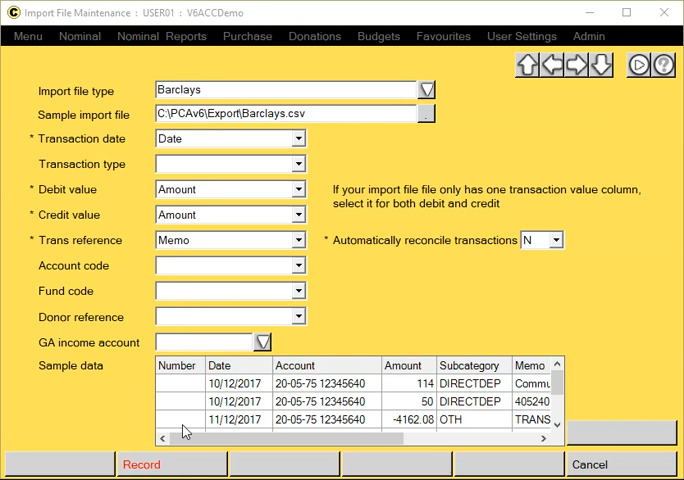 Import File Maintenance : USER01 : V6ACCDemo
Menu Nominal Nominal Reports Purchase Donations Budgets Favourites User Settings Admin
Import file type Barclays
Sample import file C:\PCAv6\Export\Barclays.csv .
* Transaction date Date
Transaction type
* Debit value Amount If your import file file only has one transaction value column,
* Credit value Amount select it for both debit and credit
* Trans reference Memo * Automatically reconcile transactions N
Account code
Fund code
Donor reference
GA income account
Sample data Number Date Account Amount Subcategory Memo
10/12/2017 20-05-75 12345640 114 DIRECTDEP Commu
10/12/2017 20-05-75 12345640 50 DIRECTDEP 405240
11/12/2017 20-05-75 12345640 -4162.08 OTH TRANS
Record Cancel